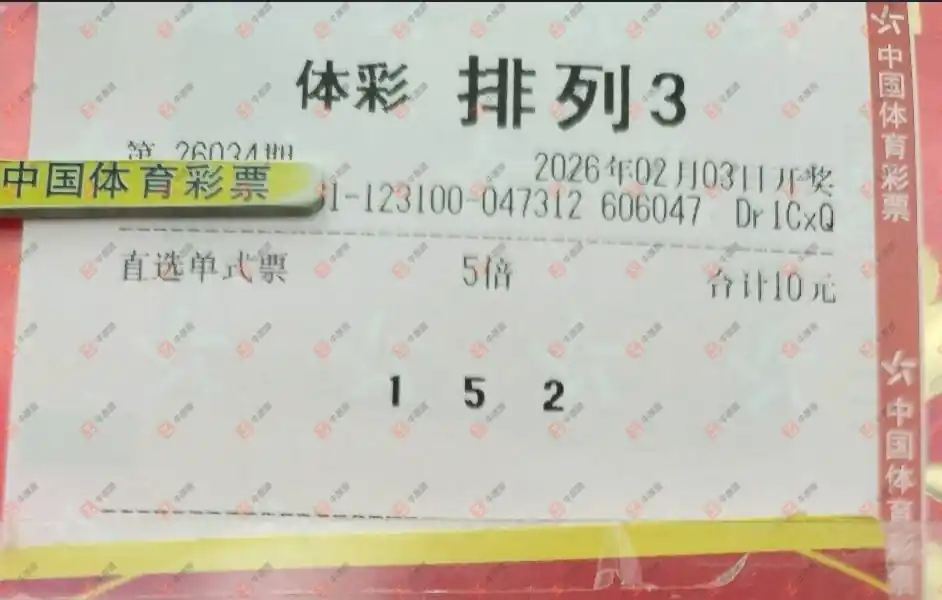 体彩 排列3
第 26034期
2026年02月03日开奖
中国体育彩票
31-123100-047312 606047 Dr1CxQ
直选单式票 5倍 合计10元
1 5 2
中国体育彩票
中国体育彩票